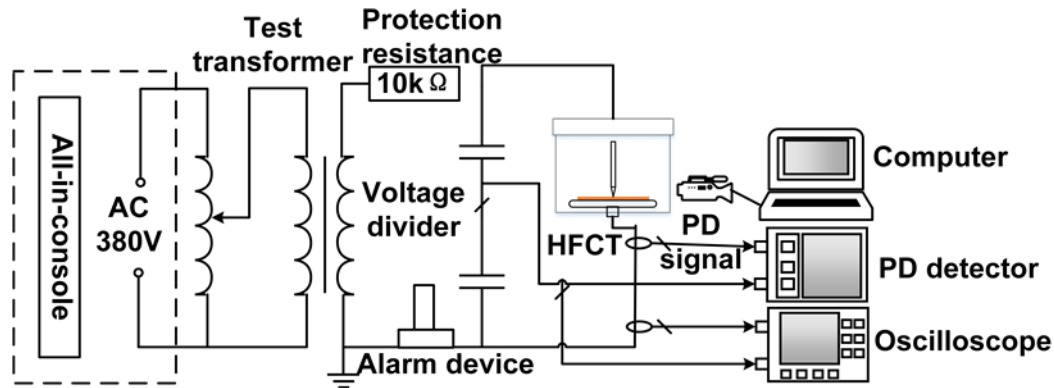 Test
transformer
Protection
resistance
10k Ω
All-in-console
AC
380V
Voltage
divider
HFCT
PD
signal
Computer
PD detector
Oscilloscope
Alarm device